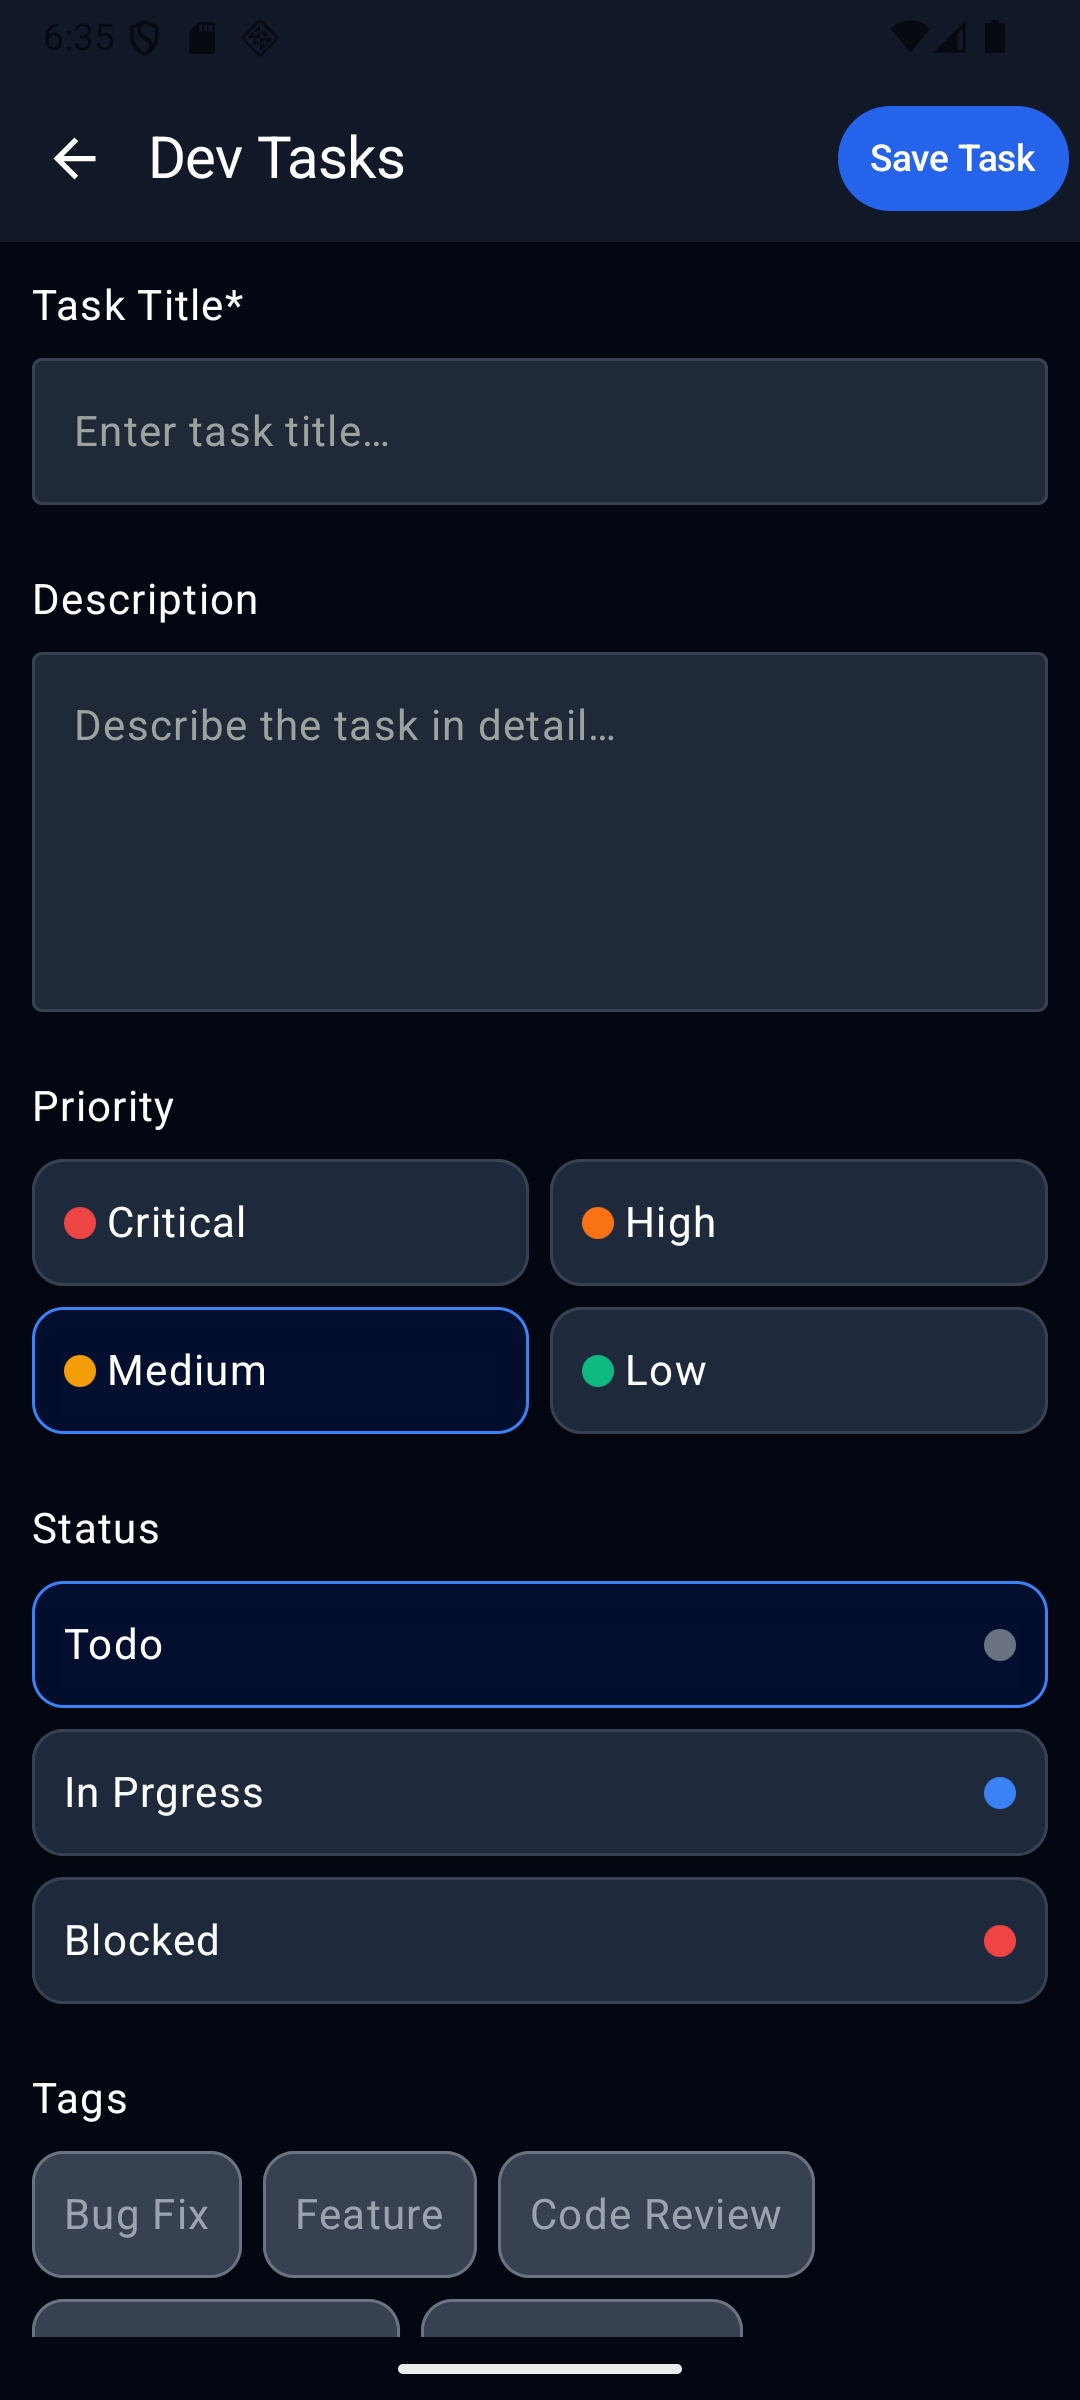 6:35
Dev Tasks
Save Task
Task Title*
Enter task title…
Description
Describe the task in detail…
Priority
Critical
High
Medium
Low
Status
Todo
In Prgress
Blocked
Tags
Bug Fix
Feature
Code Review